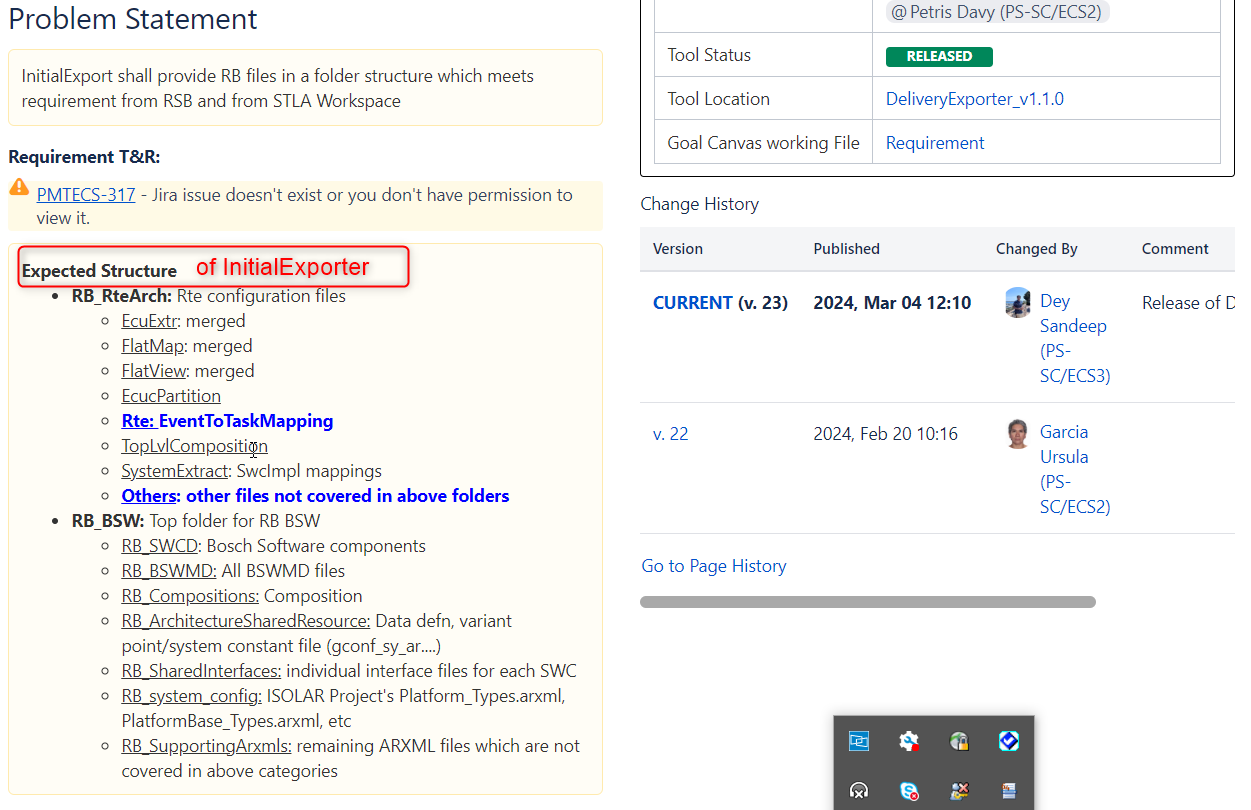 Problem Statement
InitialExport shall provide RB files in a folder structure which meets
requirement from RSB and from STLA Workspace
Requirement T&R:
PMTECS-317 - Jira issue doesn't exist or you don't have permission to
view it.
Expected Structure of InitialExporter
• RB_RteArch: Rte configuration files
◦ EcuExtr: merged
◦ FlatMap: merged
◦ FlatView: merged
◦ EcucPartition
◦ Rte: EventToTaskMapping
◦ TopLvlComposition
◦ SystemExtract: SwcImpl mappings
◦ Others: other files not covered in above folders
• RB_BSW: Top folder for RB BSW
◦ RB_SWCD: Bosch Software components
◦ RB_BSWMD: All BSWMD files
◦ RB_Compositions: Composition
◦ RB_ArchitectureSharedResource: Data defn, variant
point/system constant file (gconf_sy_ar....)
◦ RB_SharedInterfaces: individual interface files for each SWC
◦ RB_system_config: ISOLAR Project's Platform_Types.arxml,
PlatformBase_Types.arxml, etc
◦ RB_SupportingArxmls: remaining ARXML files which are not
covered in above categories
@ Petris Davy (PS-SC/ECS2)
Tool Status RELEASED
Tool Location DeliveryExporter_v1.1.0
Goal Canvas working File Requirement
Change History
Version Published Changed By Comment
CURRENT (v. 23) 2024, Mar 04 12:10 Dey Release of D
Sandeep
(PS-
SC/ECS3)
v. 22 2024, Feb 20 10:16 Garcia
Ursula
(PS-
SC/ECS2)
Go to Page History